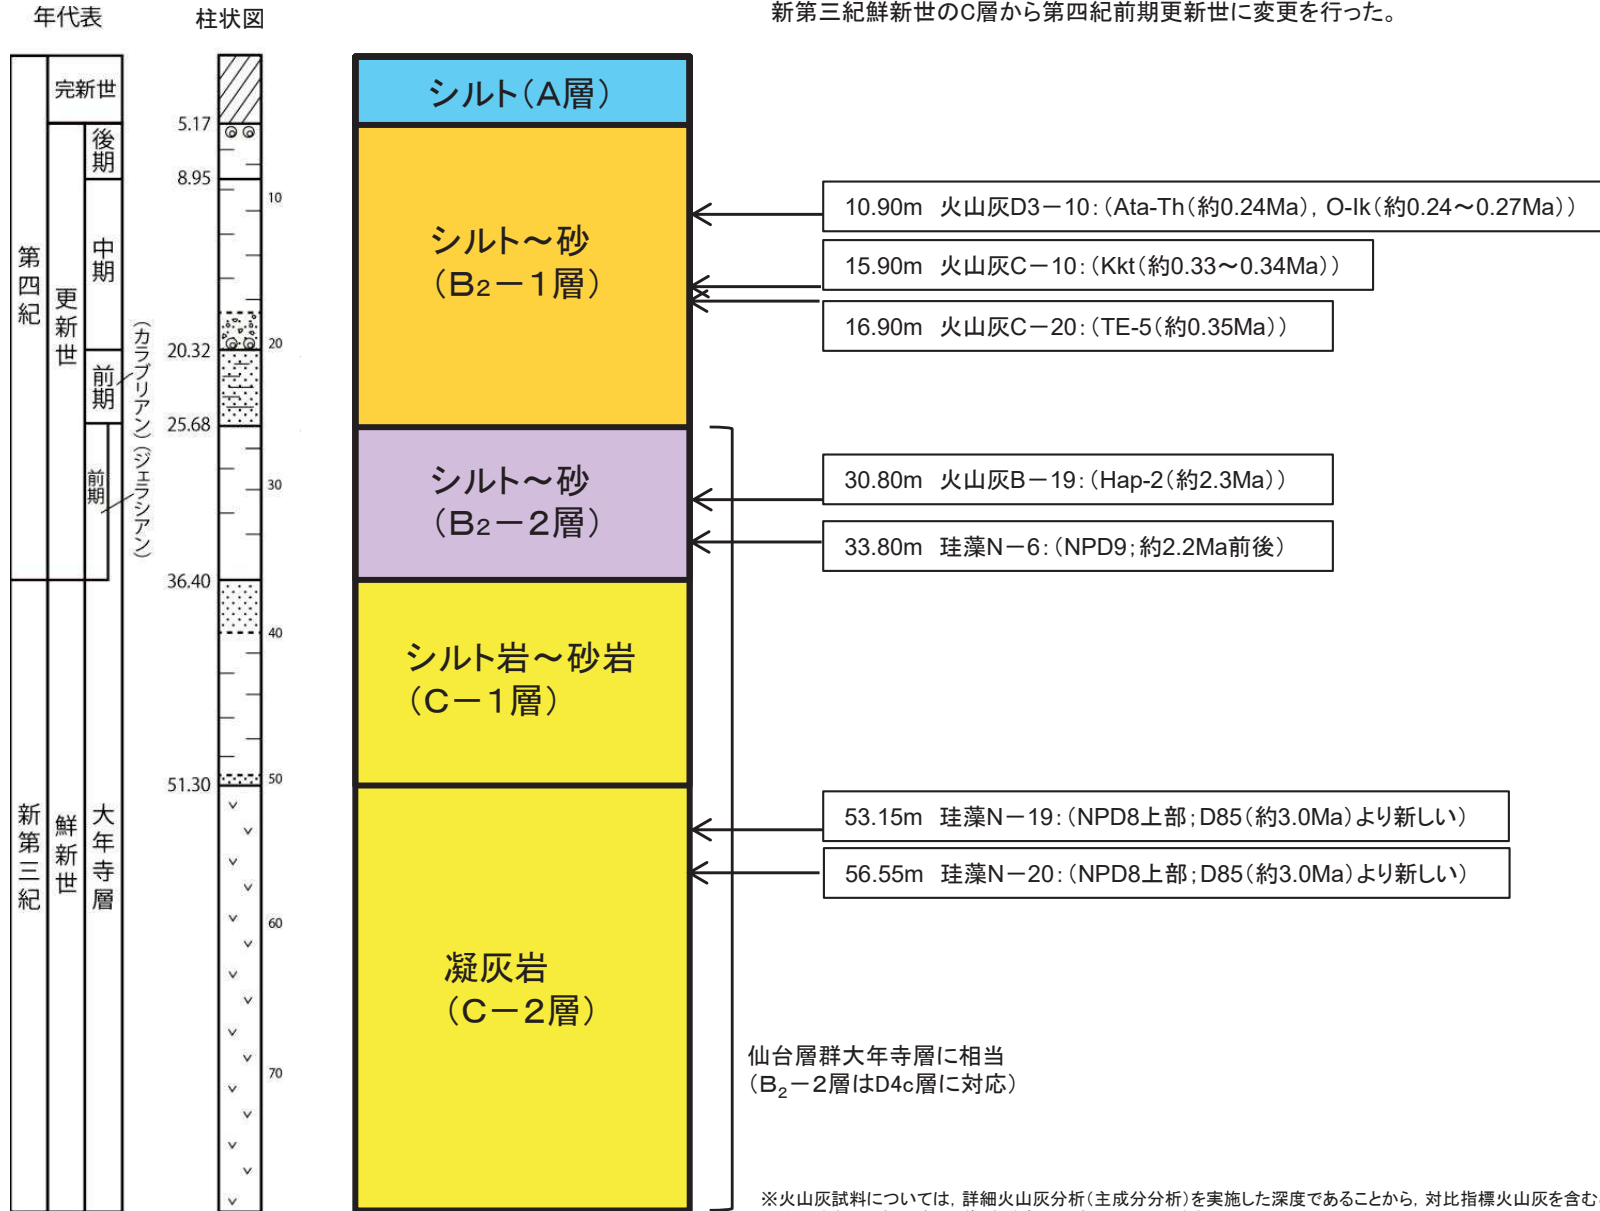 新第三紀鮮新世のC層から第四紀前期更新世に変更を行った。
年代表
柱状図
第四紀
完新世
更新世
後期
中期
前期
(カラブリアン)
前期
(ジェラシアン)
新第三紀
鮮新世
大年寺層
5.17
8.95
20.32
25.68
36.40
51.30
10
20
30
40
50
60
70
シルト(A層)
シルト～砂
(B2－1層)
シルト～砂
(B2－2層)
シルト岩～砂岩
(C－1層)
凝灰岩
(C－2層)
10.90m 火山灰D3－10：(Ata-Th(約0.24Ma)，O-Ik(約0.24～0.27Ma))
15.90m 火山灰C－10：(Kkt(約0.33～0.34Ma))
16.90m 火山灰C－20：(TE-5(約0.35Ma))
30.80m 火山灰B－19：(Hap-2(約2.3Ma))
33.80m 珪藻N－6：(NPD9；約2.2Ma前後)
53.15m 珪藻N－19：(NPD8上部；D85(約3.0Ma)より新しい)
56.55m 珪藻N－20：(NPD8上部；D85(約3.0Ma)より新しい)
仙台層群大年寺層に相当
(B2－2層はD4c層に対応)
※火山灰試料については，詳細火山灰分析(主成分分析)を実施した深度であることから，対比指標火山灰を含む